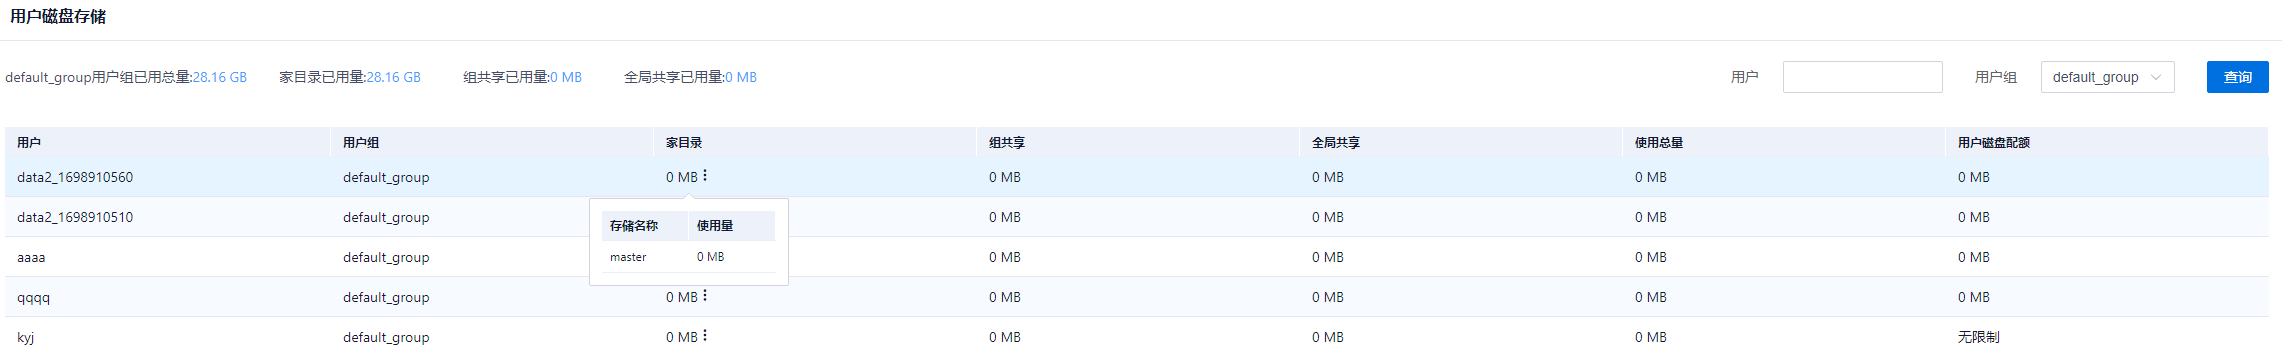 用户磁盘存储
default_group用户组已用总量:28.16 GB 家目录已用量:28.16 GB 组共享已用量:0 MB 全局共享已用量:0 MB 用户 用户组 default_group 查询
用户 用户组 家目录 组共享 全局共享 使用总量 用户磁盘配额
data2_1698910560 default_group 0 MB 0 MB 0 MB 0 MB 0 MB
data2_1698910510 default_group 0 MB 0 MB 0 MB 0 MB
存储名称 使用量
master 0 MB
aaaa default_group 0 MB 0 MB 0 MB 0 MB
qqqq default_group 0 MB 0 MB 0 MB 0 MB 0 MB
kyj default_group 0 MB 0 MB 0 MB 0 MB 无限制